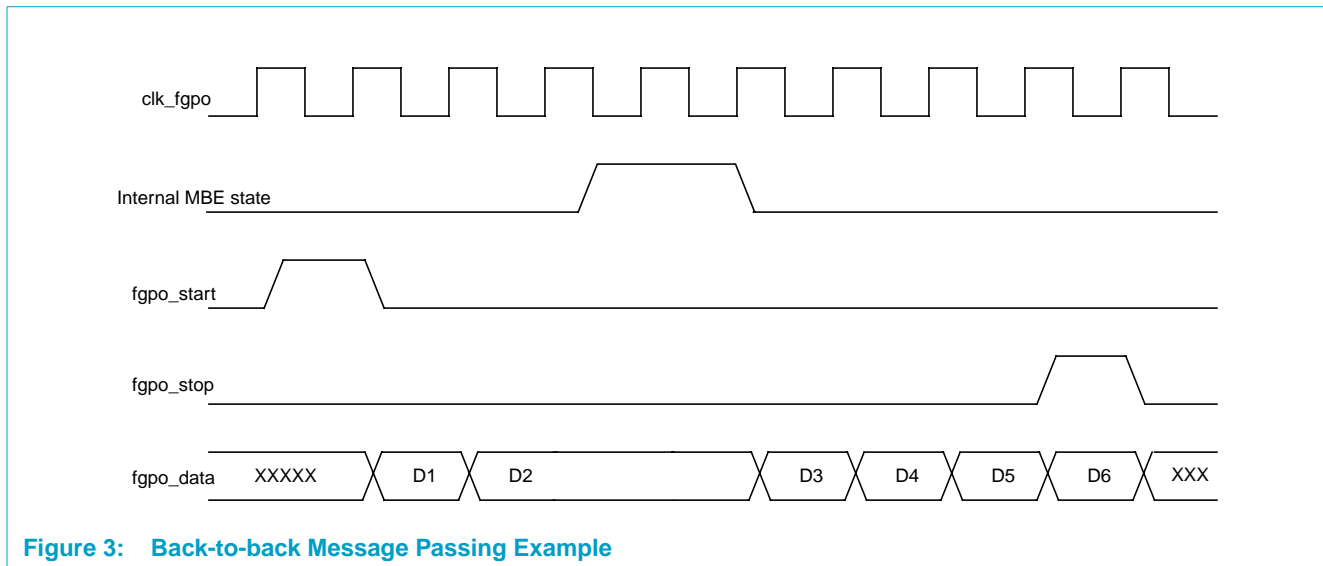 clk_fgpo
Internal MBE state
fgpo_start
fgpo_stop
fgpo_data XXXXX D1 D2 D3 D4 D5 D6 XXX
Figure 3: Back-to-back Message Passing Example